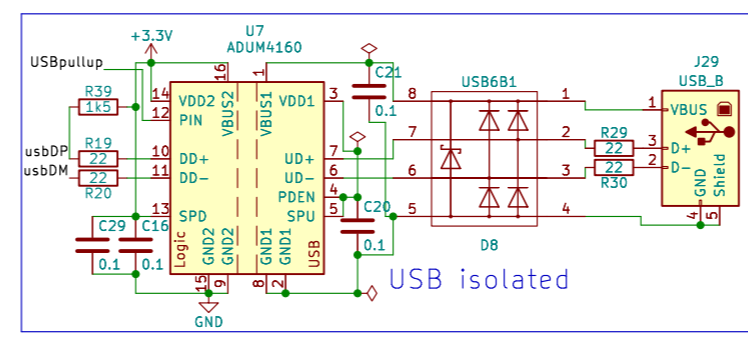 +3.3V
U7
ADUM4160
USBpullup
R39
1k5
14
12
VDD2
PIN
16
VBUS2
1
VBUS1
VDD1
3
C21
0.1
8
USB6B1
1
J29
USB_B
1
VBUS
usbDP
R19
22
10
DD+
UD+
7
7
2
R29
22
3
D+
usbDM
22
R20
11
DD-
UD-
6
6
3
22
R30
2
D-
PDEN
4
C20
0.1
13
SPD
SPU
5
5
4
GND
Shield
4
5
C29
0.1
C16
0.1
Logic
GND2
GND2
GND1
GND1
USB
15
9
8
2
D8
USB isolated
GND